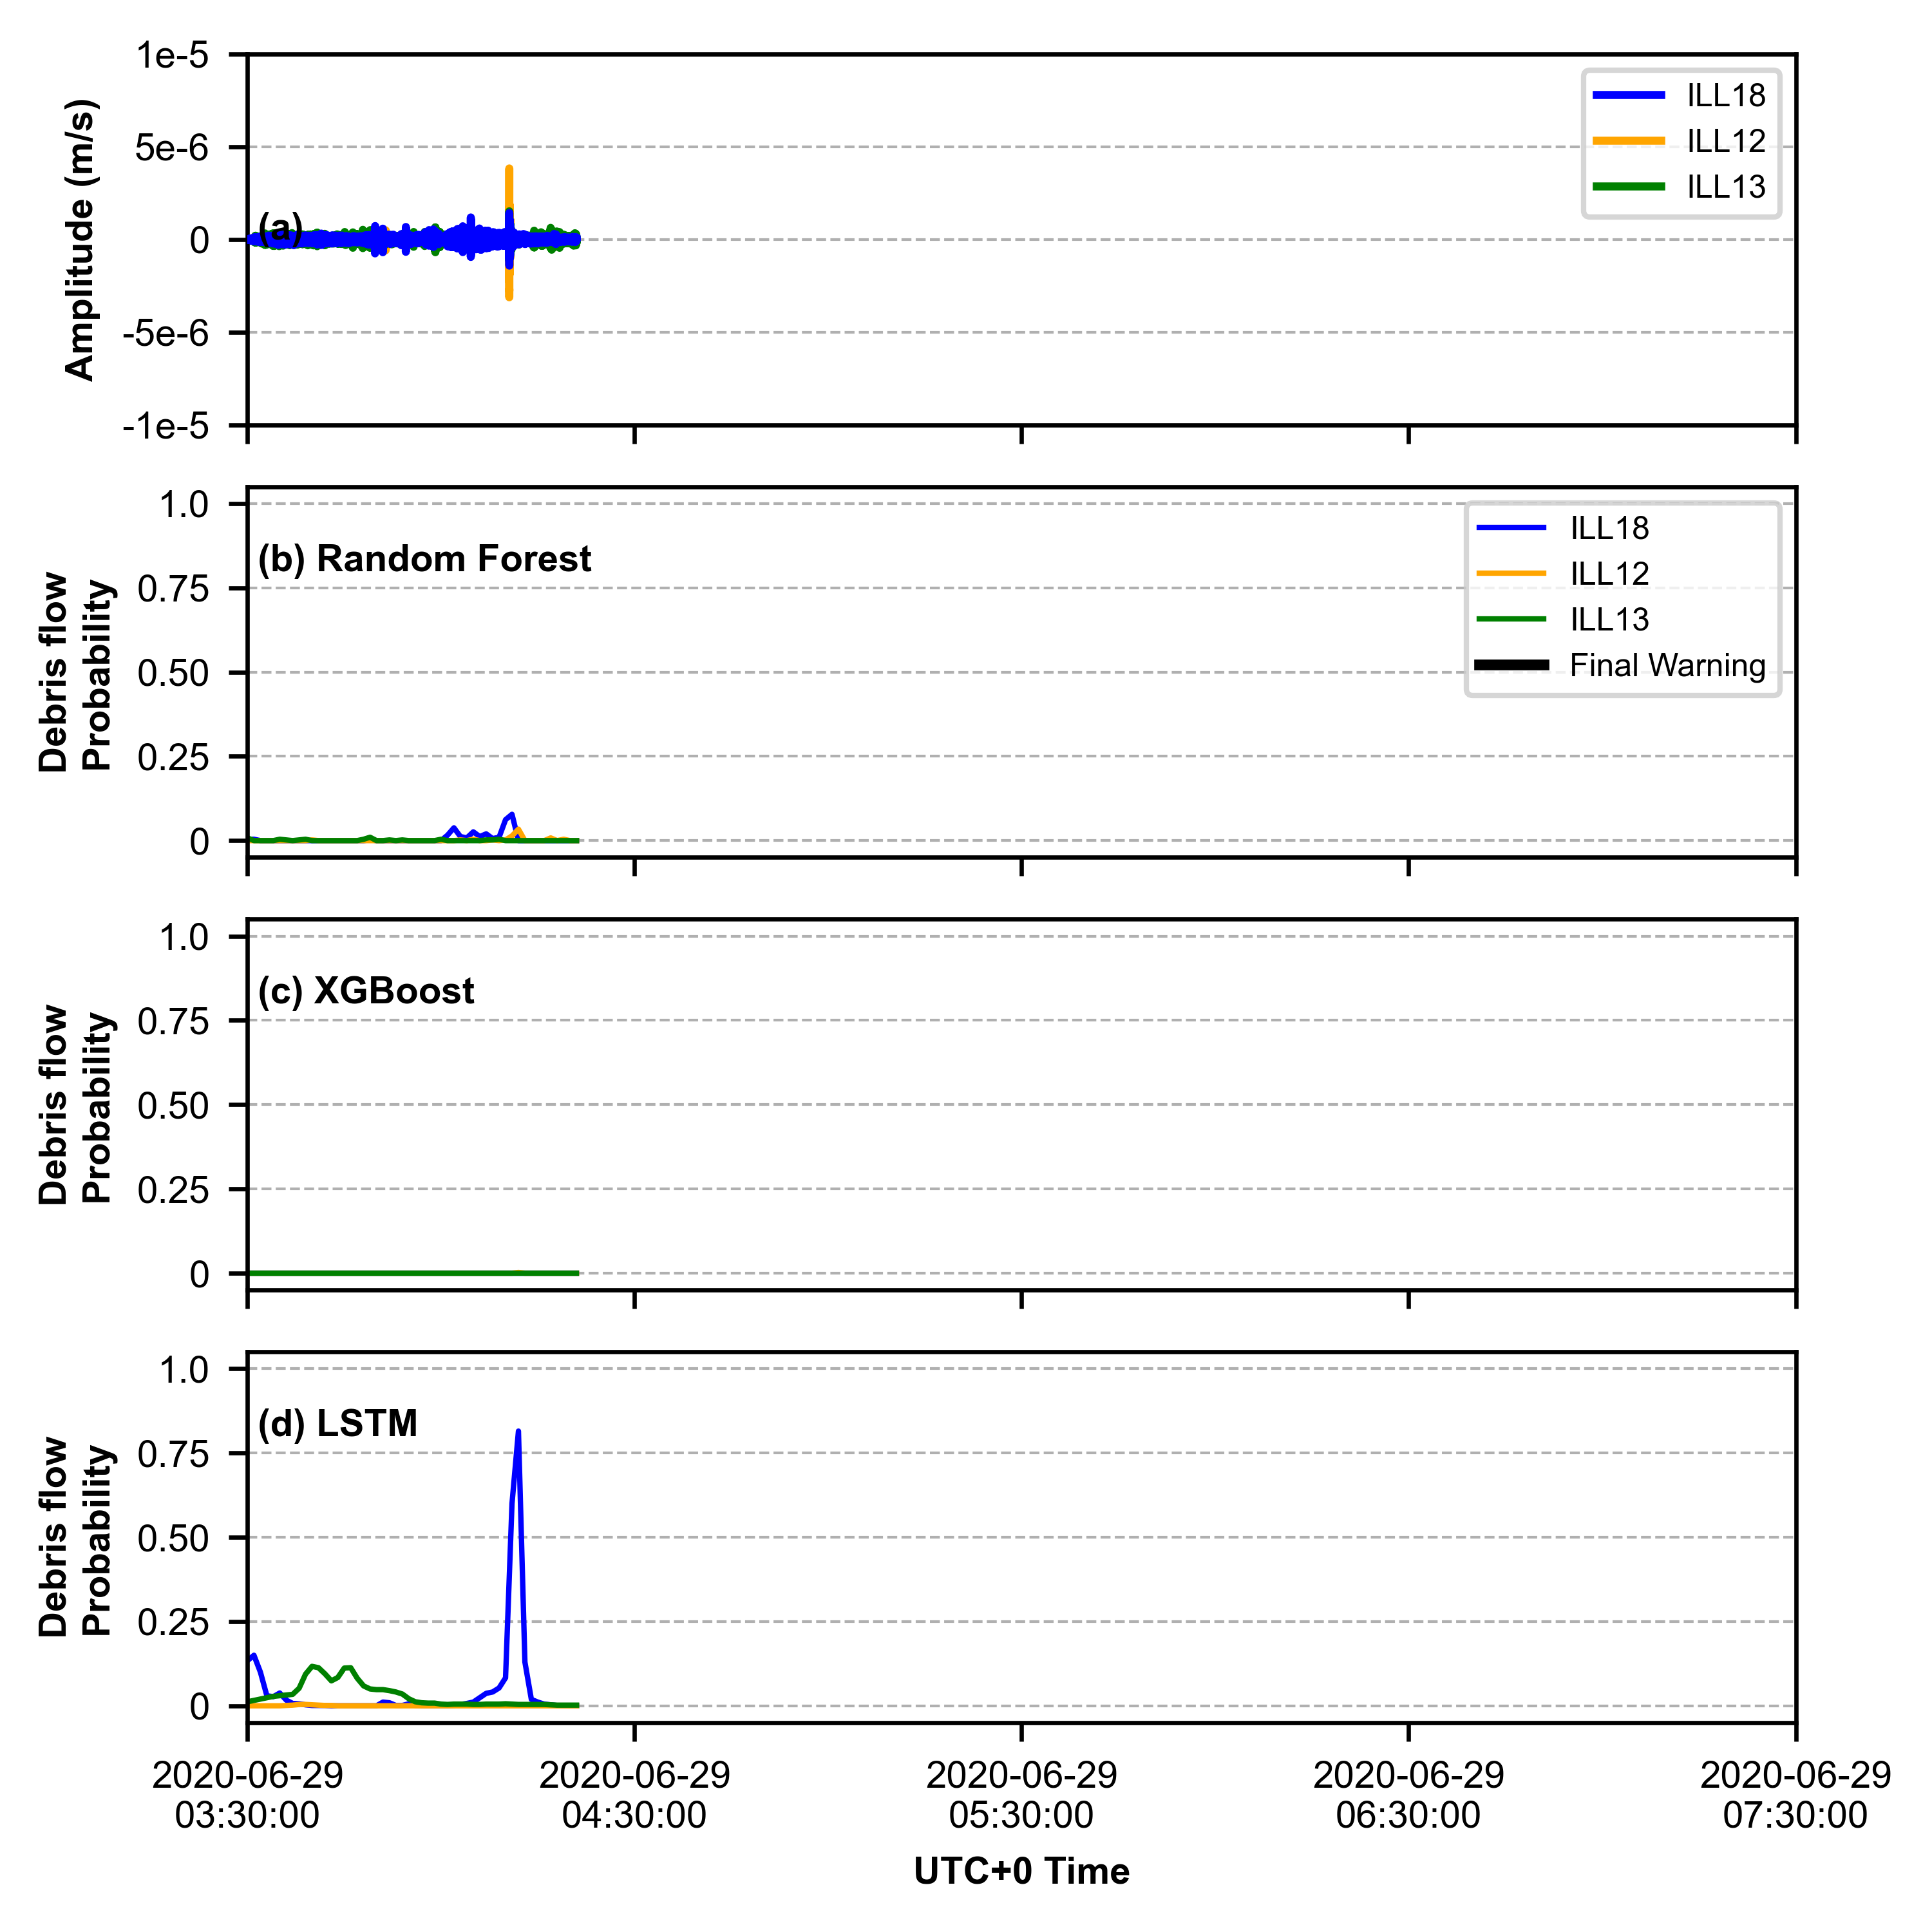 1e-5
5e-6
0
-5e-6
-1e-5
Amplitude (m/s)
(a)
ILL18
ILL12
ILL13
1.0
0.75
0.50
0.25
0
Debris flow
Probability
(b) Random Forest
ILL18
ILL12
ILL13
Final Warning
1.0
0.75
0.50
0.25
0
Debris flow
Probability
(c) XGBoost
1.0
0.75
0.50
0.25
0
Debris flow
Probability
(d) LSTM
2020-06-29
03:30:00
2020-06-29
04:30:00
2020-06-29
05:30:00
2020-06-29
06:30:00
2020-06-29
07:30:00
UTC+0 Time